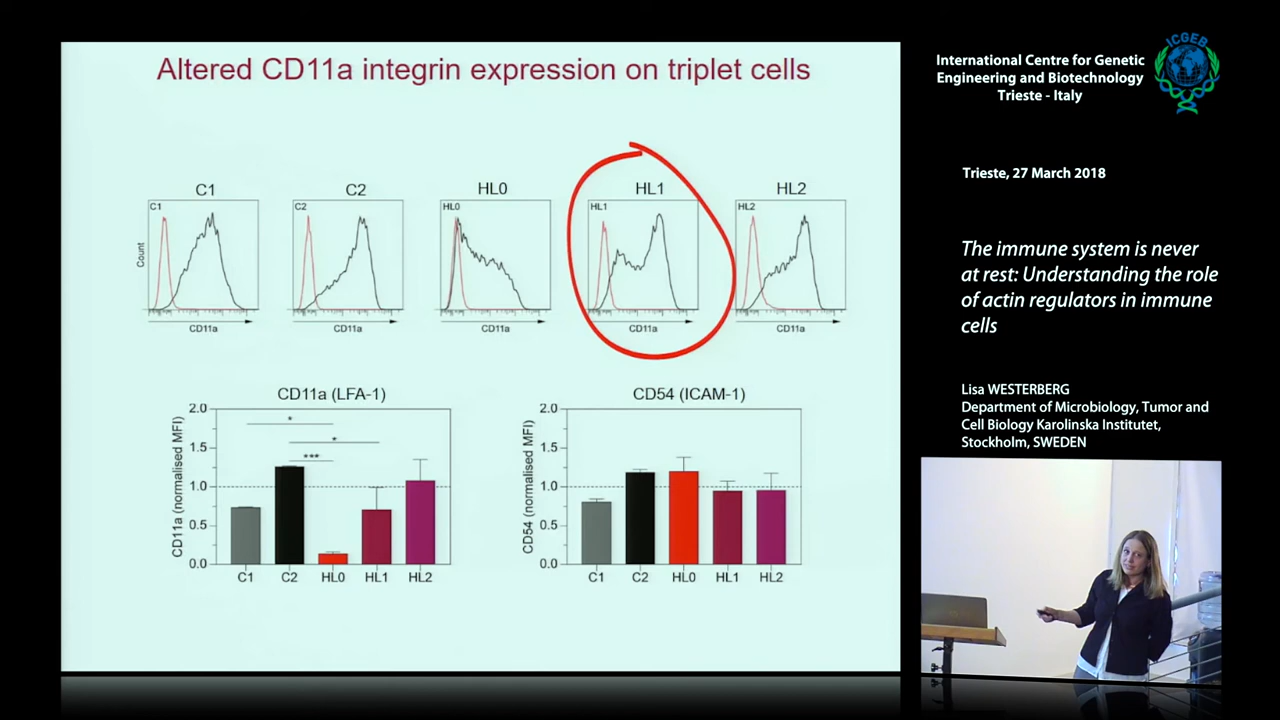 Altered CD11a integrin expression on triplet cells
C1
C2
HL0
HL1
HL2
C1
C2
HL0
HL1
HL2
Count
CD11a
CD11a
CD11a
CD11a
CD11a
CD11a (LFA-1)
CD11a (normalised MFI)
2.0
1.5
1.0
0.5
0.0
*
*
***
C1
C2
HL0
HL1
HL2
CD54 (ICAM-1)
CD54 (normalised MFI)
2.0
1.5
1.0
0.5
0.0
C1
C2
HL0
HL1
HL2
ICGEB
International Centre for Genetic
Engineering and Biotechnology
Trieste - Italy
Trieste, 27 March 2018
The immune system is never
at rest: Understanding the role
of actin regulators in immune
cells
Lisa WESTERBERG
Department of Microbiology, Tumor and
Cell Biology Karolinska Institutet,
Stockholm, SWEDEN